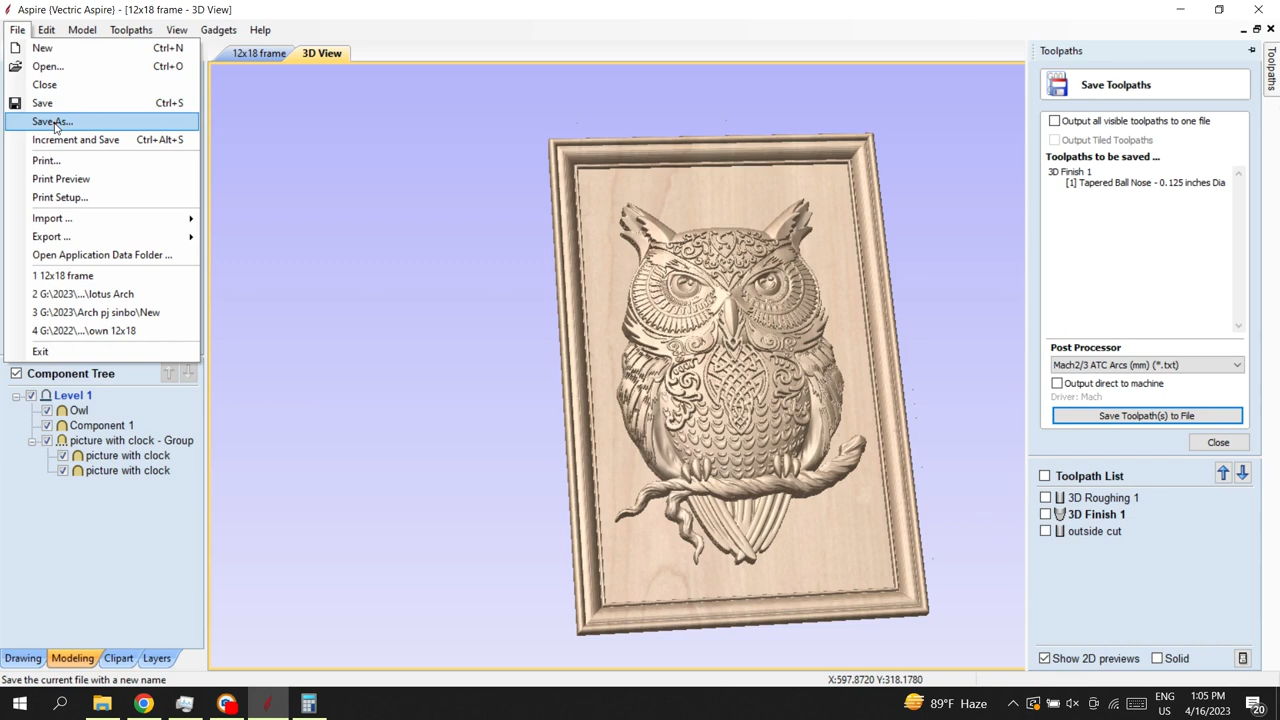 Aspire {Vectric Aspire} - [12x18 frame - 3D View]
File Edit Model Toolpaths View Gadgets Help
New Ctrl+N
Open... Ctrl+O
Close
Save Ctrl+S
Save As...
Increment and Save Ctrl+Alt+S
Print...
Print Preview
Print Setup...
Import ...
Export ...
Open Application Data Folder ...
1 12x18 frame
2 G:\2023\...\lotus Arch
3 G:\2023\Arch pj sinbo\New
4 G:\2022\...\own 12x18
Exit
Component Tree
Level 1
Owl
Component 1
picture with clock - Group
picture with clock
picture with clock
Drawing Modeling Clipart Layers
12x18 frame 3D View
Toolpaths
Toolpaths
Save Toolpaths
Output all visible toolpaths to one file
Output Tiled Toolpaths
Toolpaths to be saved ...
3D Finish 1
[1] Tapered Ball Nose - 0.125 inches Dia
Post Processor
Mach2/3 ATC Arcs (mm) (*.txt)
Output direct to machine
Driver: Mach
Save Toolpath(s) to File
Close
Toolpath List
3D Roughing 1
3D Finish 1
outside cut
Show 2D previews Solid
Save the current file with a new name
X:597.8720 Y:318.1780
89°F Haze
ENG
US
1:05 PM
4/16/2023
20